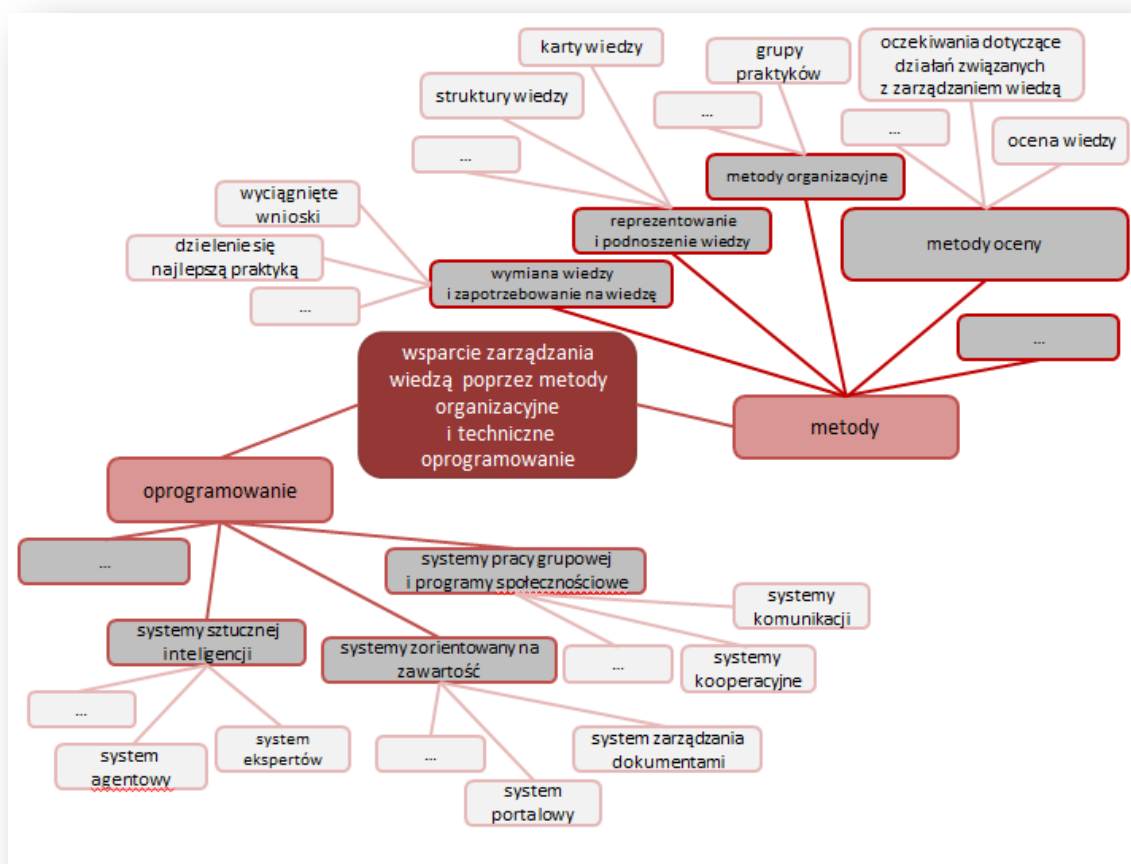 karty wiedzy
grupy
praktyków
oczekiwania dotyczące
działań związanych
z zarządzaniem wiedzą
struktury wiedzy
...
...
ocena wiedzy
...
metody organizacyjne
wyciągnięte
wnioski
reprezentowanie
i podnoszenie wiedzy
metody oceny
dzielenie się
najlepszą praktyką
wymiana wiedzy
i zapotrzebowanie na wiedzę
...
...
wsparcie zarządzania
wiedzą poprzez metody
organizacyjne
i techniczne
oprogramowanie
metody
oprogramowanie
...
systemy pracy grupowej
i programy społecznościowe
systemy
komunikacji
systemy sztucznej
inteligencji
systemy zorientowany na
zawartość
...
systemy
kooperacyjne
...
system
agentowy
system
ekspertów
...
system zarządzania
dokumentami
system
portalowy